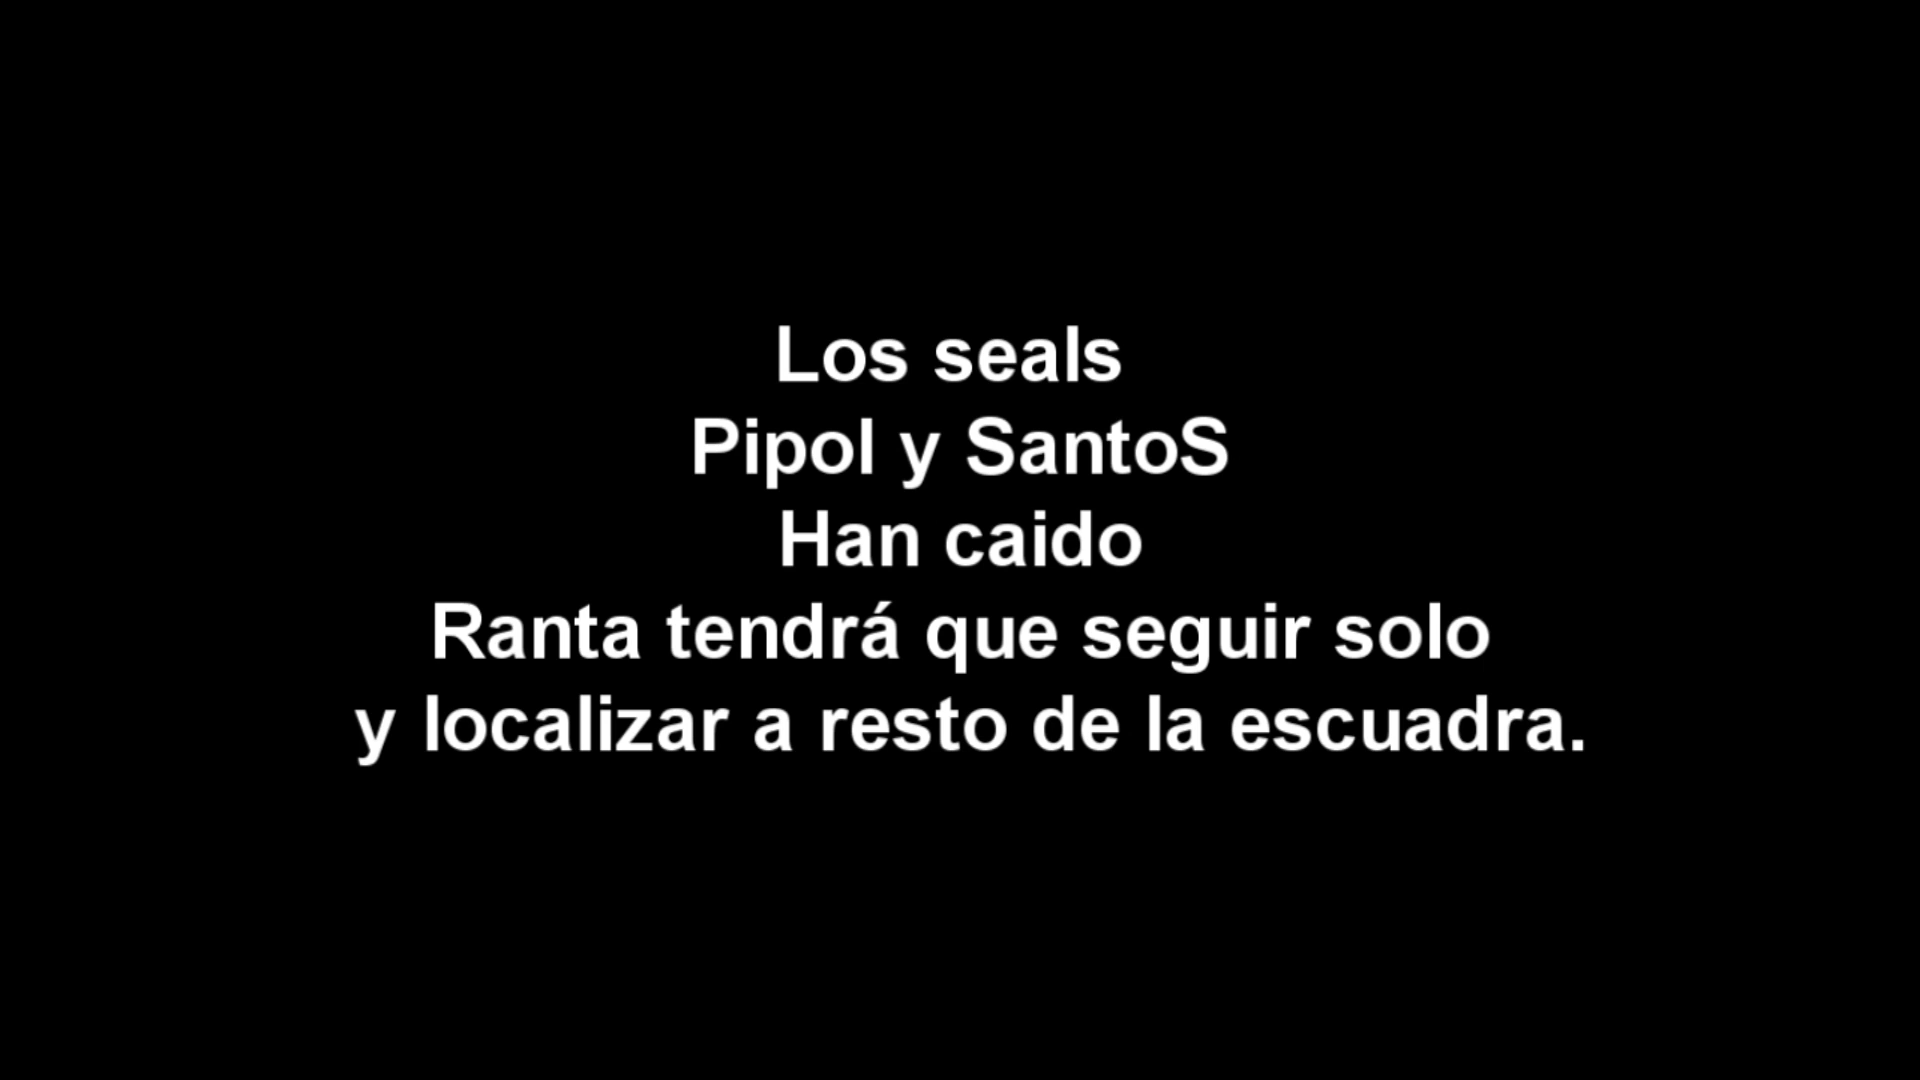 Los seals
Pipol y SantoS
Han caido
Ranta tendrá que seguir solo
y localizar a resto de la escuadra.